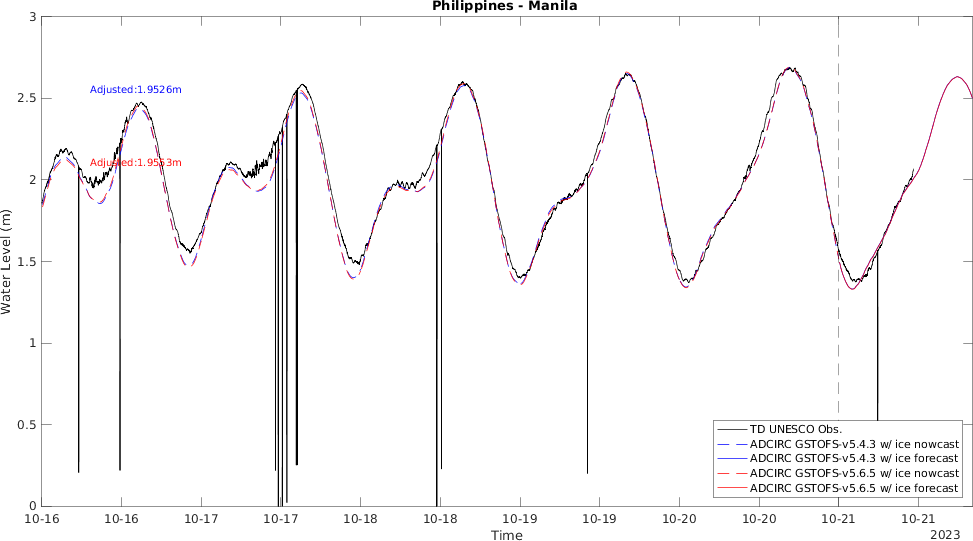 Philippines - Manila
3
2.5
2
1.5
1
0.5
0
Water Level (m)
Adjusted:1.9526m
Adjusted:1.9553m
TD UNESCO Obs.
ADCIRC GSTOFS-v5.4.3 w/ ice nowcast
ADCIRC GSTOFS-v5.4.3 w/ ice forecast
ADCIRC GSTOFS-v5.6.5 w/ ice nowcast
ADCIRC GSTOFS-v5.6.5 w/ ice forecast
10-16 10-16 10-17 10-17 10-18 10-18 10-19 10-19 10-20 10-20 10-21 10-21
Time
2023